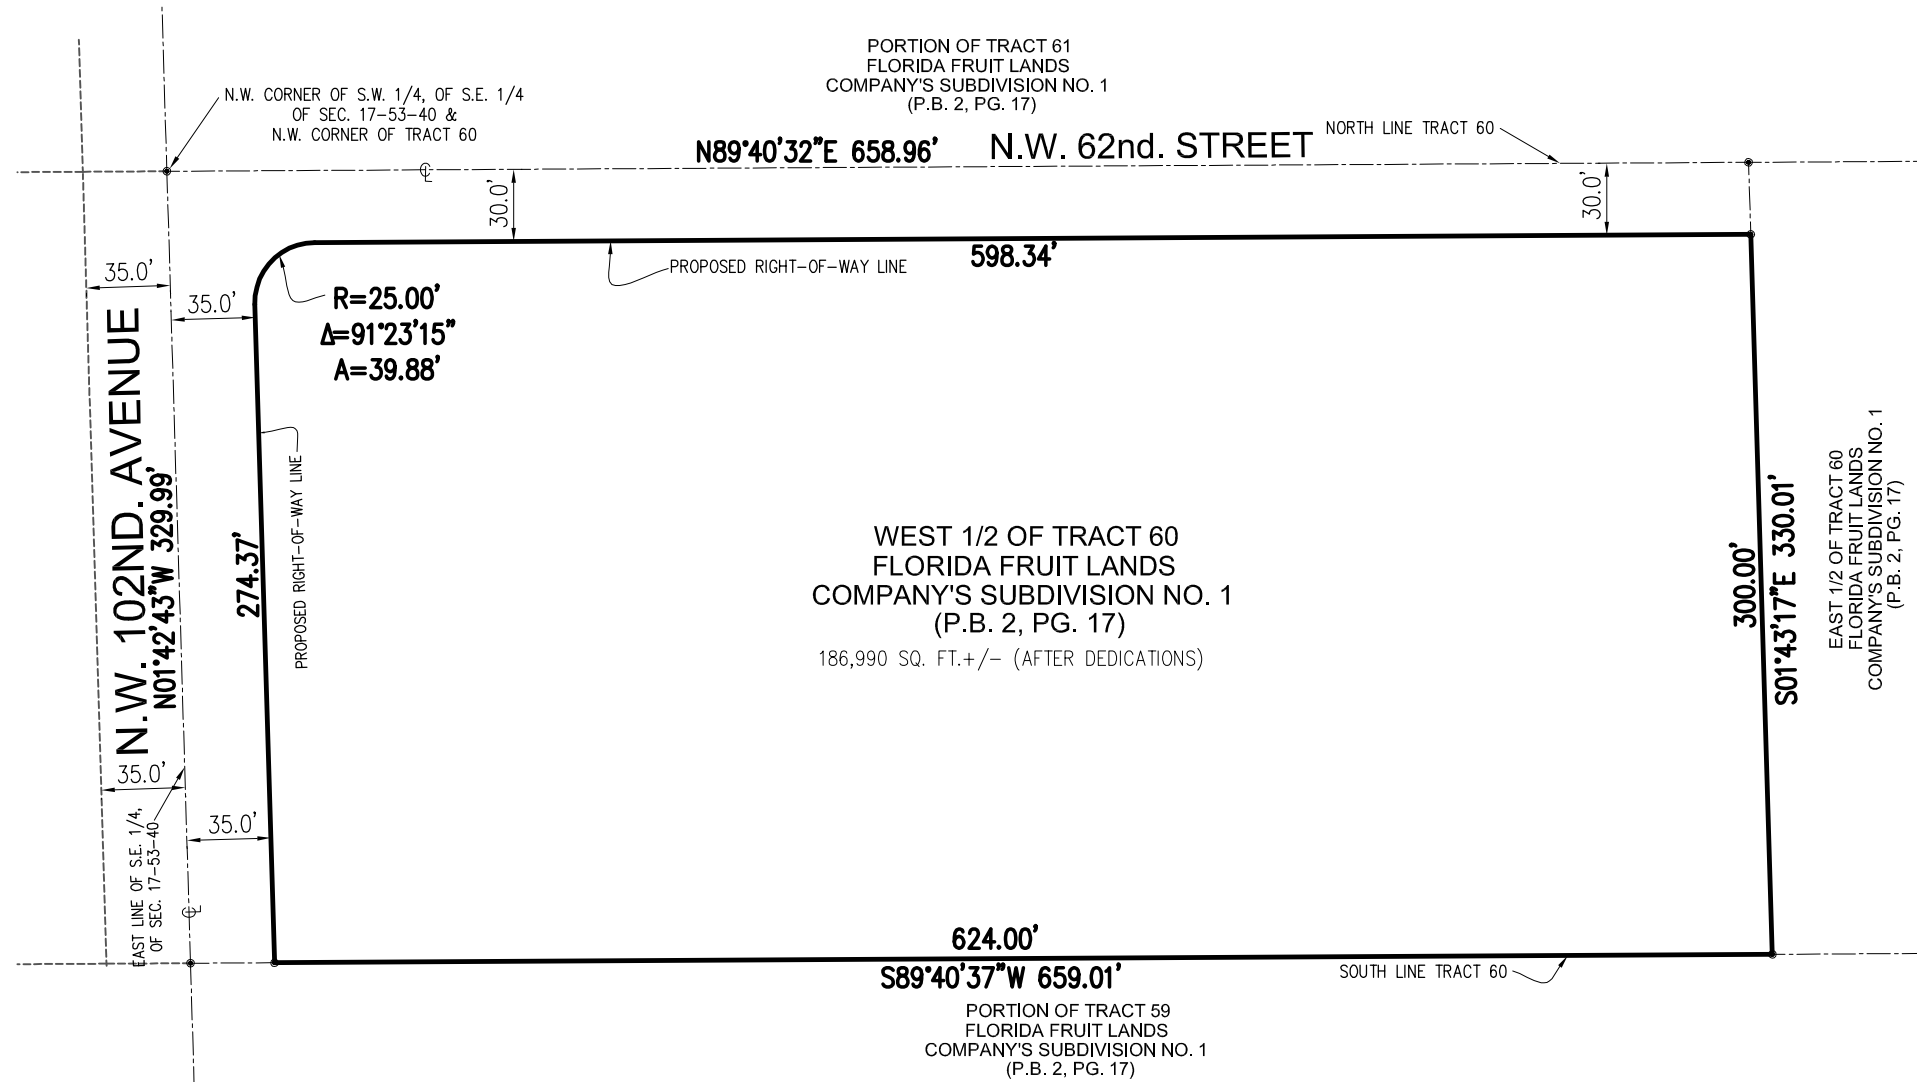 PORTION OF TRACT 61
FLORIDA FRUIT LANDS
COMPANY'S SUBDIVISION NO. 1
(P.B. 2, PG. 17)
N.W. CORNER OF S.W. 1/4, OF S.E. 1/4
OF SEC. 17-53-40 &
N.W. CORNER OF TRACT 60
N89°40'32"E 658.96'
N.W. 62nd. STREET
NORTH LINE TRACT 60
℄
30.0'
30.0'
598.34'
PROPOSED RIGHT-OF-WAY LINE
35.0'
35.0'
R=25.00'
Δ=91°23'15"
A=39.88'
N.W. 102ND. AVENUE
N01°42'43"W 329.99'
274.37'
PROPOSED RIGHT-OF-WAY LINE
WEST 1/2 OF TRACT 60
FLORIDA FRUIT LANDS
COMPANY'S SUBDIVISION NO. 1
(P.B. 2, PG. 17)
186,990 SQ. FT.+/- (AFTER DEDICATIONS)
300.00'
S01°43'17"E 330.01'
EAST 1/2 OF TRACT 60
FLORIDA FRUIT LANDS
COMPANY'S SUBDIVISION NO. 1
(P.B. 2, PG. 17)
35.0'
35.0'
EAST LINE OF S.E. 1/4,
OF SEC. 17-53-40
℄
624.00'
S89°40'37"W 659.01'
SOUTH LINE TRACT 60
PORTION OF TRACT 59
FLORIDA FRUIT LANDS
COMPANY'S SUBDIVISION NO. 1
(P.B. 2, PG. 17)